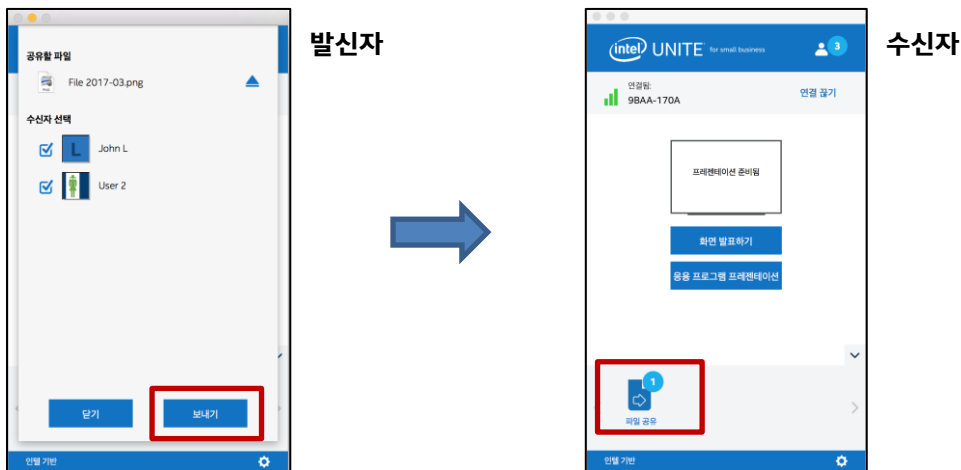 발신자
공유할 파일
File 2017-03.png
수신자 선택
L John L
User 2
닫기 보내기
인텔 기반
수신자
intel UNITE for small business 3
연결됨:
9BAA-170A
연결 끊기
프레젠테이션 준비됨
화면 발표하기
응용 프로그램 프레젠테이션
1
파일 공유
인텔 기반